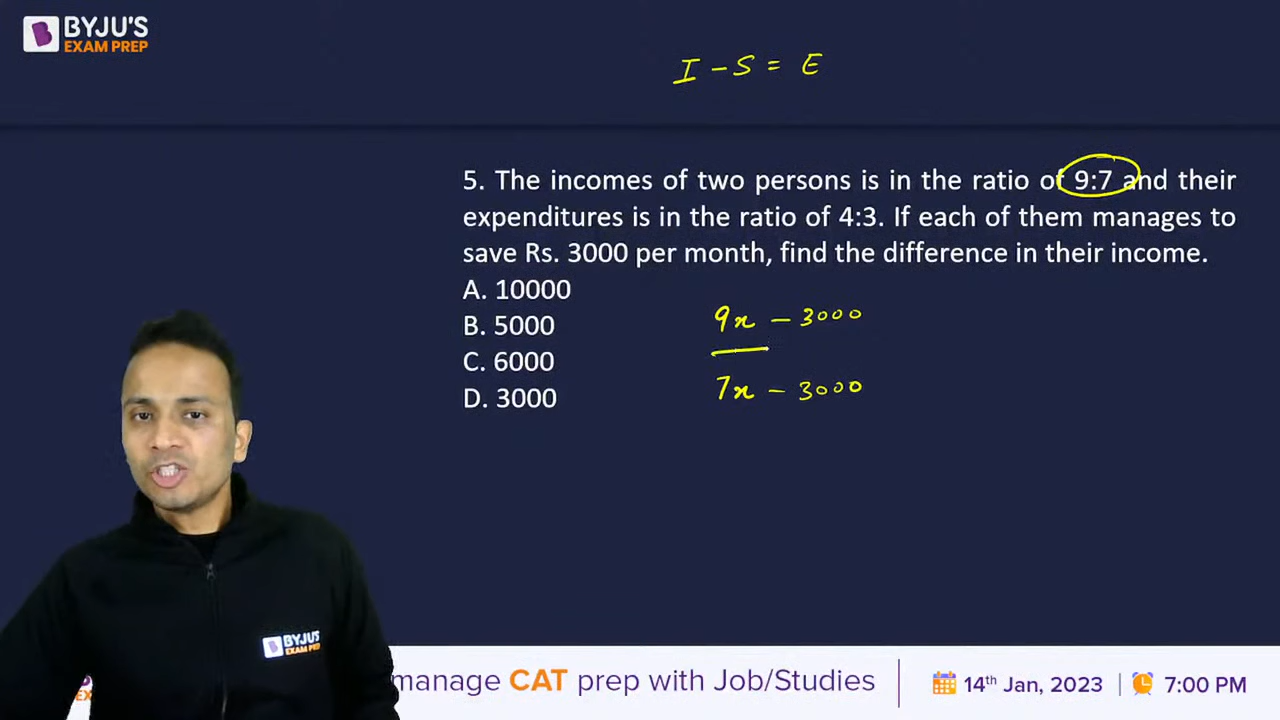 BYJU'S
EXAM PREP
I - S = E
5. The incomes of two persons is in the ratio of 9:7 and their
expenditures is in the ratio of 4:3. If each of them manages to
save Rs. 3000 per month, find the difference in their income.
A. 10000
B. 5000
C. 6000
D. 3000
9x - 3000
7x - 3000
BYJU'S
EXAM PREP
manage CAT prep with Job/Studies
14th Jan, 2023
7:00 PM